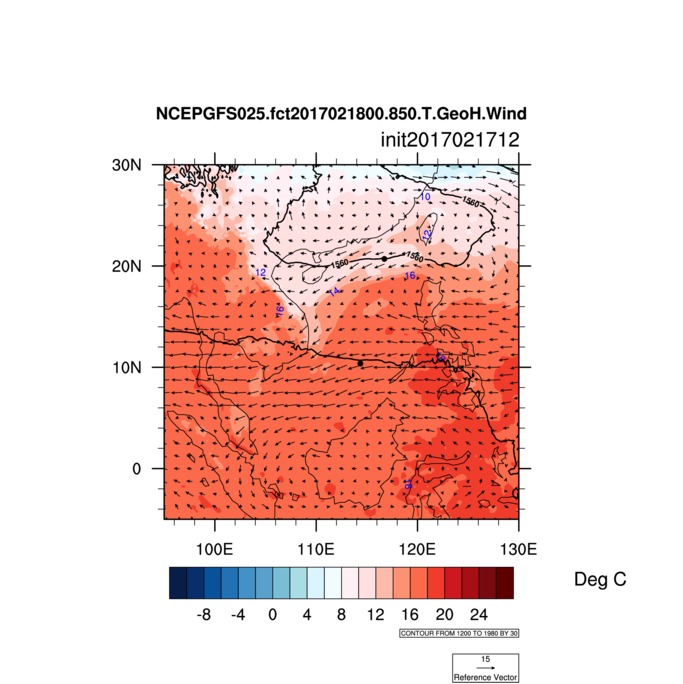 NCEPGFS025.fct2017021800.850.T.GeoH.Wind
init2017021712
30N
10
1560
12
20N
1560
1560
12
16
14
16
10N
0
100E 110E 120E 130E
-8 -4 0 4 8 12 16 20 24
Deg C
CONTOUR FROM 1200 TO 1980 BY 30
15
Reference Vector